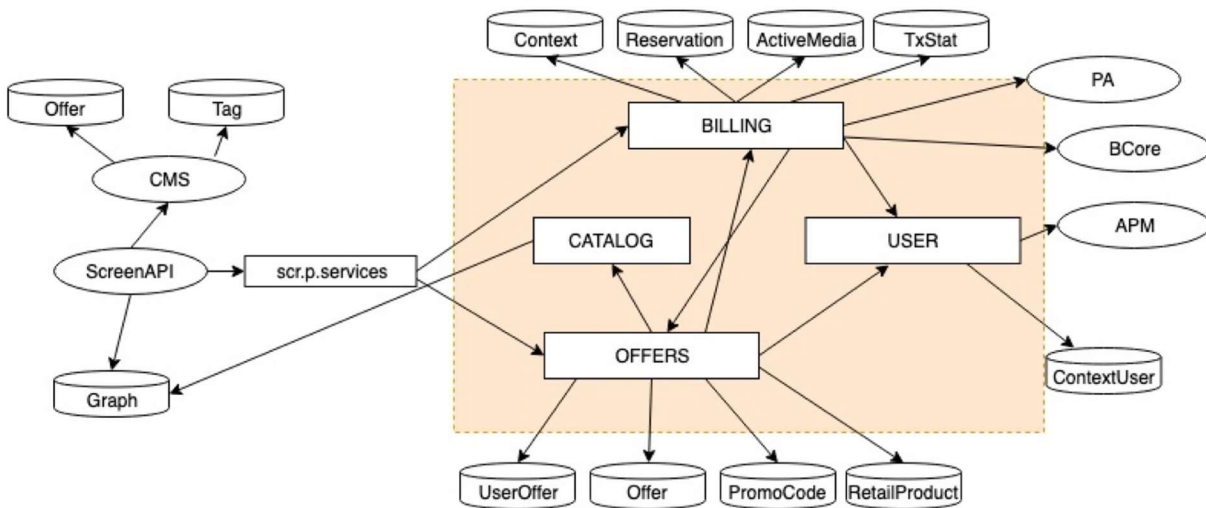 Context
Reservation
ActiveMedia
TxStat
PA
Offer
Tag
BILLING
BCore
CMS
CATALOG
USER
APM
ScreenAPI
scr.p.services
OFFERS
ContextUser
Graph
UserOffer
Offer
PromoCode
RetailProduct